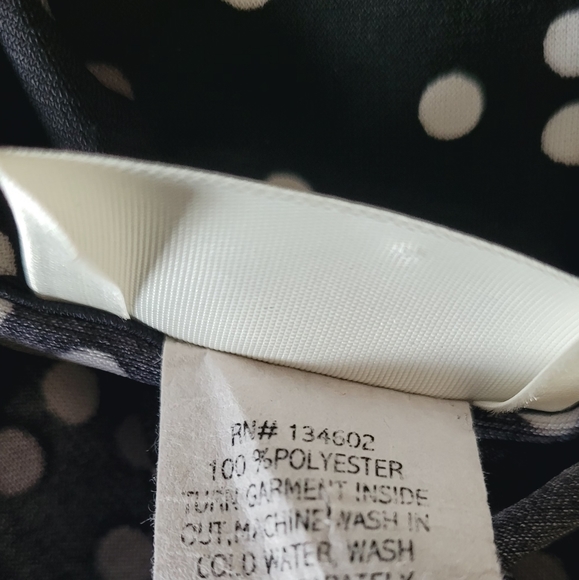 RN# 134602
100 %POLYESTER
TURN GARMENT INSIDE
OUT,MACHINE WASH IN
COLD WATER, WASH